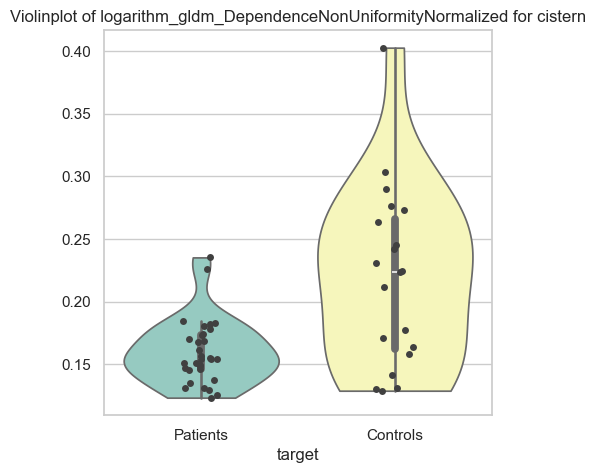 Violinplot of logarithm_gldm_DependenceNonUniformityNormalized for cistern
0.40
0.35
0.30
0.25
0.20
0.15
Patients Controls
target